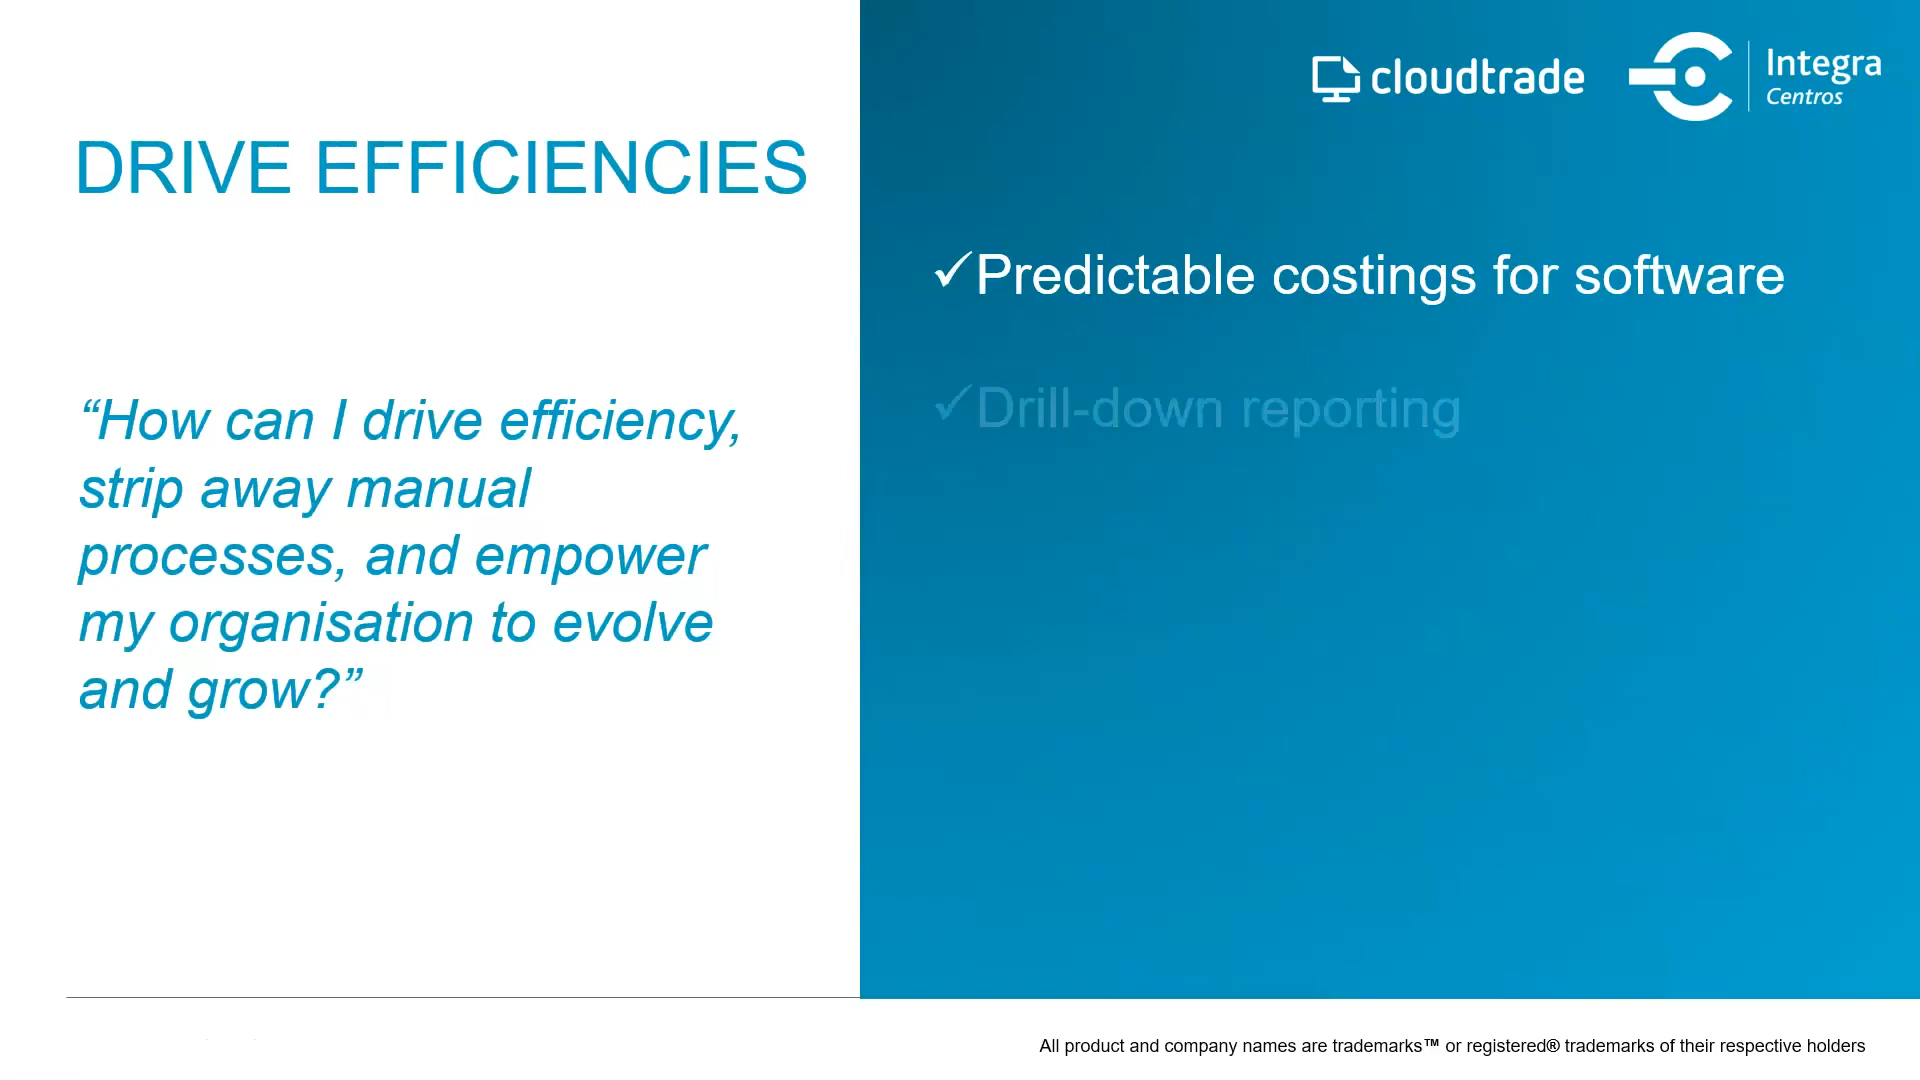 cloudtrade
Integra
Centros
DRIVE EFFICIENCIES
“How can I drive efficiency,
strip away manual
processes, and empower
my organisation to evolve
and grow?”
✓Predictable costings for software
✓Drill-down reporting
All product and company names are trademarks™ or registered® trademarks of their respective holders